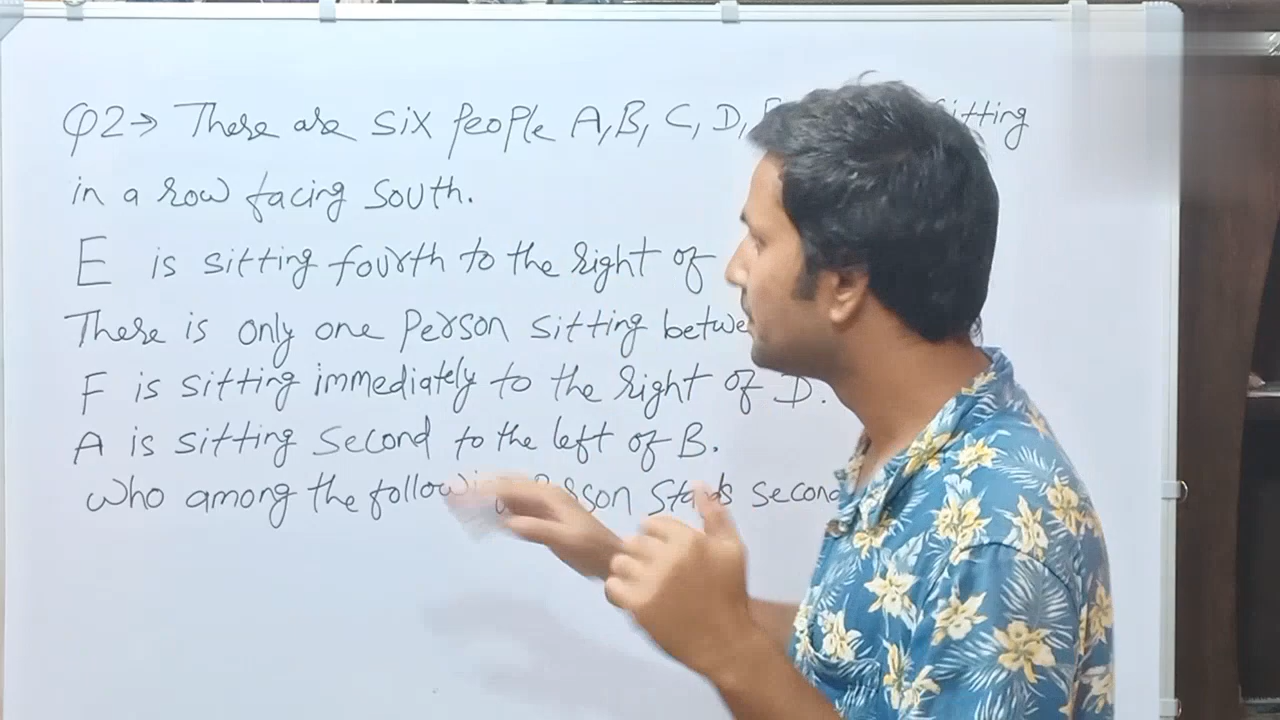 Q2→ There are six people A, B, C, D, sitting
in a row facing south.
E is sitting fourth to the right of
There is only one person sitting
F is sitting immediately to the right of D.
A is sitting second to the left of B.
who among the stands second